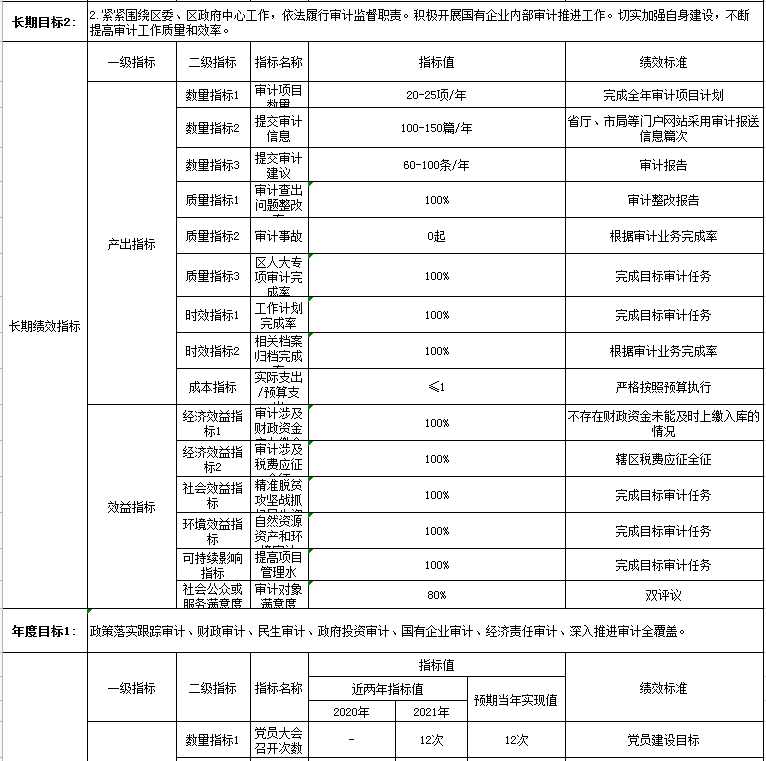 长期目标2:
2.紧紧围绕区委、区政府中心工作，依法履行审计监督职责。积极开展国有企业内部审计推进工作。切实加强自身建设，不断
提高审计工作质量和效率。
一级指标 二级指标 指标名称 指标值 绩效标准
长期绩效指标
产出指标
数量指标1 审计项目
数量 20-25项/年 完成全年审计项目计划
数量指标2 提交审计
信息 100-150篇/年 省厅、市局等门户网站采用审计报送
信息篇次
数量指标3 提交审计
建议 60-100条/年 审计报告
质量指标1 审计查出
问题整改 100% 审计整改报告
质量指标2 审计事故 0起 根据审计业务完成率
质量指标3 区人大专
项审计完
成率 100% 完成目标审计任务
时效指标1 工作计划
完成率 100% 完成目标审计任务
时效指标2 相关档案
归档完成 100% 根据审计业务完成率
成本指标 实际支出
/预算支 ≤1 严格按照预算执行
效益指标
经济效益指
标1 审计涉及
财政资金 100% 不存在财政资金未能及时上缴入库的
情况
经济效益指
标2 审计涉及
税费应征 100% 辖区税费应征全征
社会效益指
标 精准脱贫
攻坚战抓 100% 完成目标审计任务
环境效益指
标 自然资源
资产和环 100% 完成目标审计任务
可持续影响
指标 提高项目
管理水 100% 完成目标审计任务
社会公众或
服务满意度 审计对象
满意度 80% 双评议
年度目标1: 政策落实跟踪审计、财政审计、民生审计、政府投资审计、国有企业审计、经济责任审计、深入推进审计全覆盖。
一级指标 二级指标 指标名称 指标值 绩效标准
近两年指标值 预期当年实现值
2020年 2021年
数量指标1 党员大会
召开次数 - 12次 12次 党员建设目标